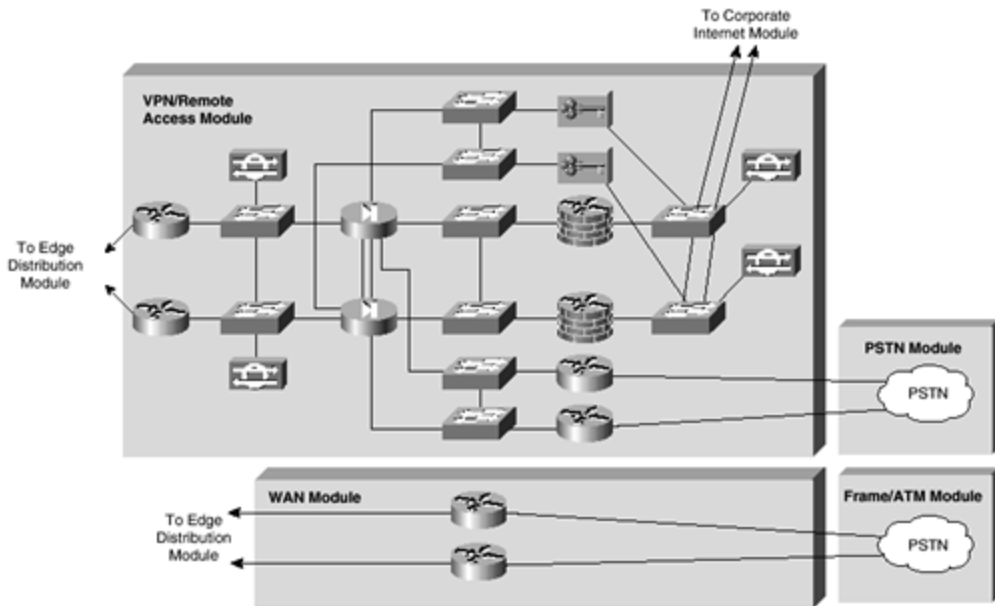 To Corporate
Internet Module
VPN/Remote
Access Module
To Edge
Distribution
Module
PSTN Module
PSTN
WAN Module
Frame/ATM Module
To Edge
Distribution
Module
PSTN